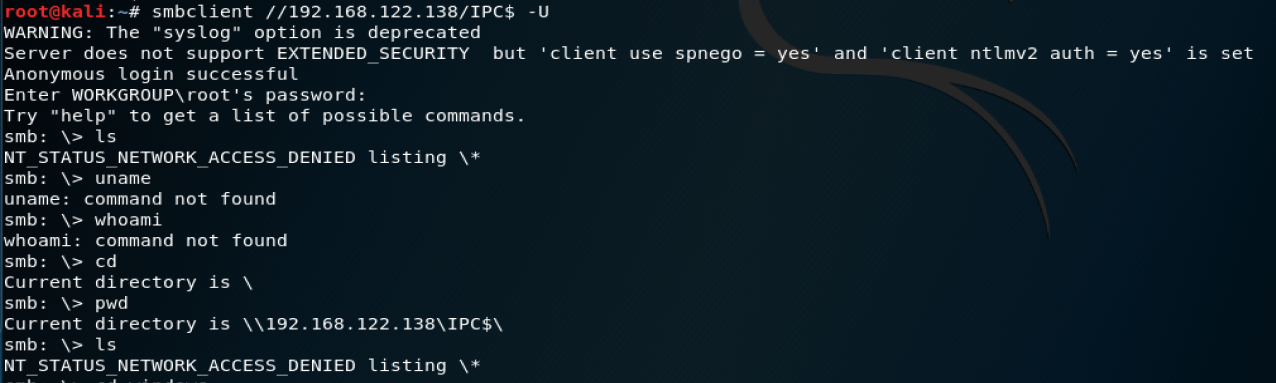 root@kali:~# smbclient //192.168.122.138/IPC$ -U
WARNING: The "syslog" option is deprecated
Server does not support EXTENDED_SECURITY  but 'client use spnego = yes' and 'client ntlmv2 auth = yes' is set
Anonymous login successful
Enter WORKGROUP\root's password:
Try "help" to get a list of possible commands.
smb: \> ls
NT_STATUS_NETWORK_ACCESS_DENIED listing \*
smb: \> uname
uname: command not found
smb: \> whoami
whoami: command not found
smb: \> cd
Current directory is \
smb: \> pwd
Current directory is \\192.168.122.138\IPC$\
smb: \> ls
NT_STATUS_NETWORK_ACCESS_DENIED listing \*